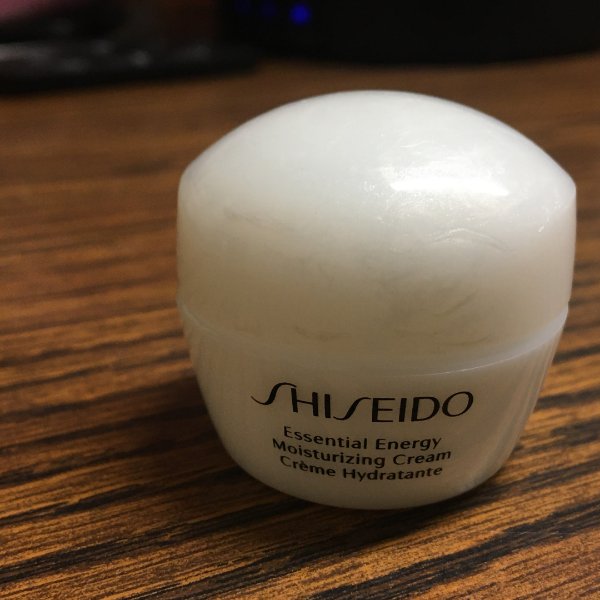 SHISEIDO
Essential Energy
Moisturizing Cream
Crème Hydratante